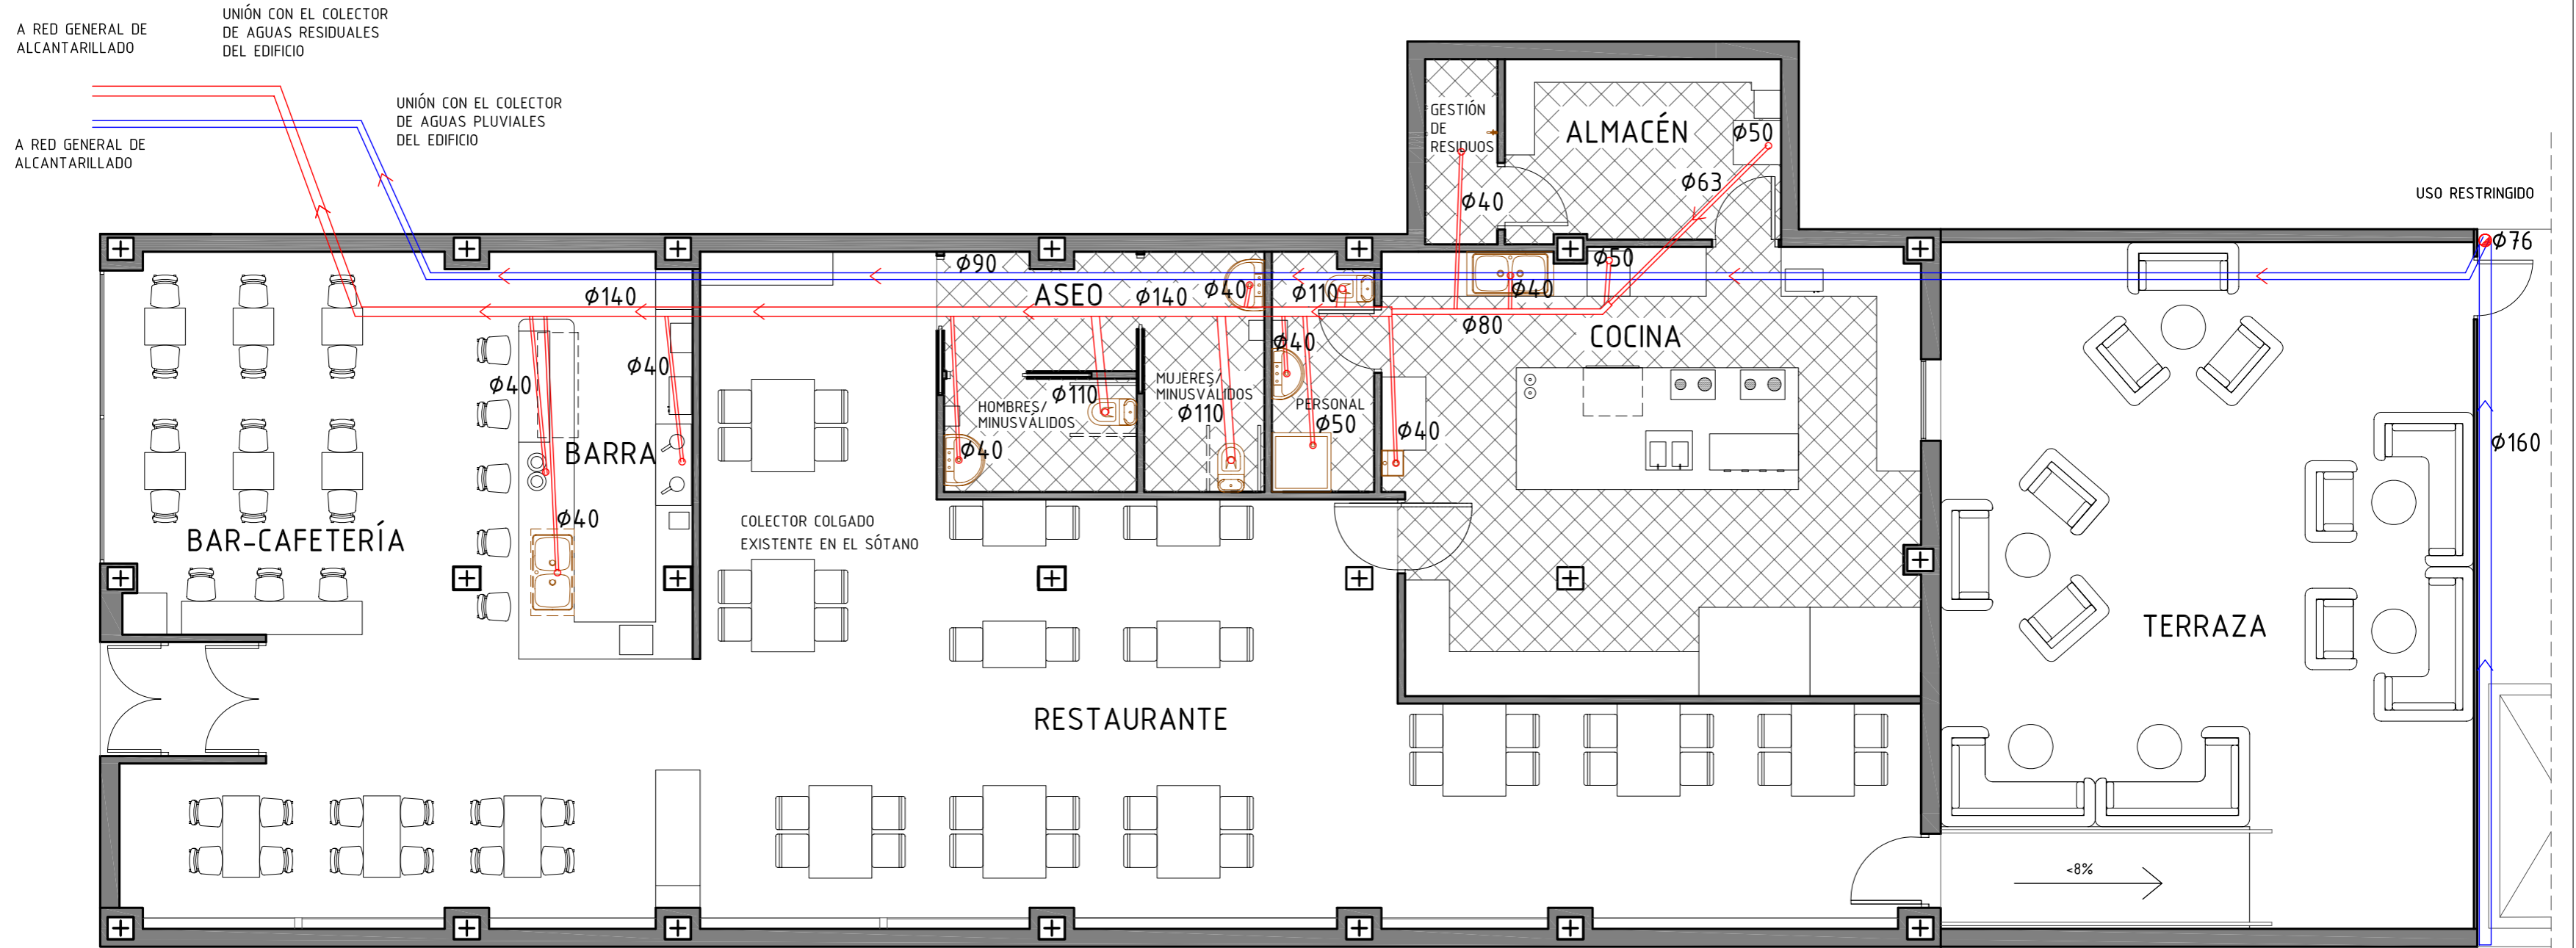 A RED GENERAL DE
ALCANTARILLADO
UNIÓN CON EL COLECTOR
DE AGUAS RESIDUALES
DEL EDIFICIO
UNIÓN CON EL COLECTOR
DE AGUAS PLUVIALES
DEL EDIFICIO
A RED GENERAL DE
ALCANTARILLADO
GESTIÓN
DE
RESIDUOS
ALMACÉN
Ø50
Ø63
Ø40
USO RESTRINGIDO
Ø76
Ø90
Ø50
Ø140
ASEO
Ø140
Ø40
Ø110
Ø40
Ø80
COCINA
Ø40
Ø40
Ø40
MUJERES/
MINUSVÁLIDOS
Ø110
HOMBRES/
MINUSVÁLIDOS
Ø110
PERSONAL
Ø50
Ø40
Ø40
Ø160
BARRA
Ø40
BAR-CAFETERÍA
COLECTOR COLGADO
EXISTENTE EN EL SÓTANO
TERRAZA
RESTAURANTE
<8%